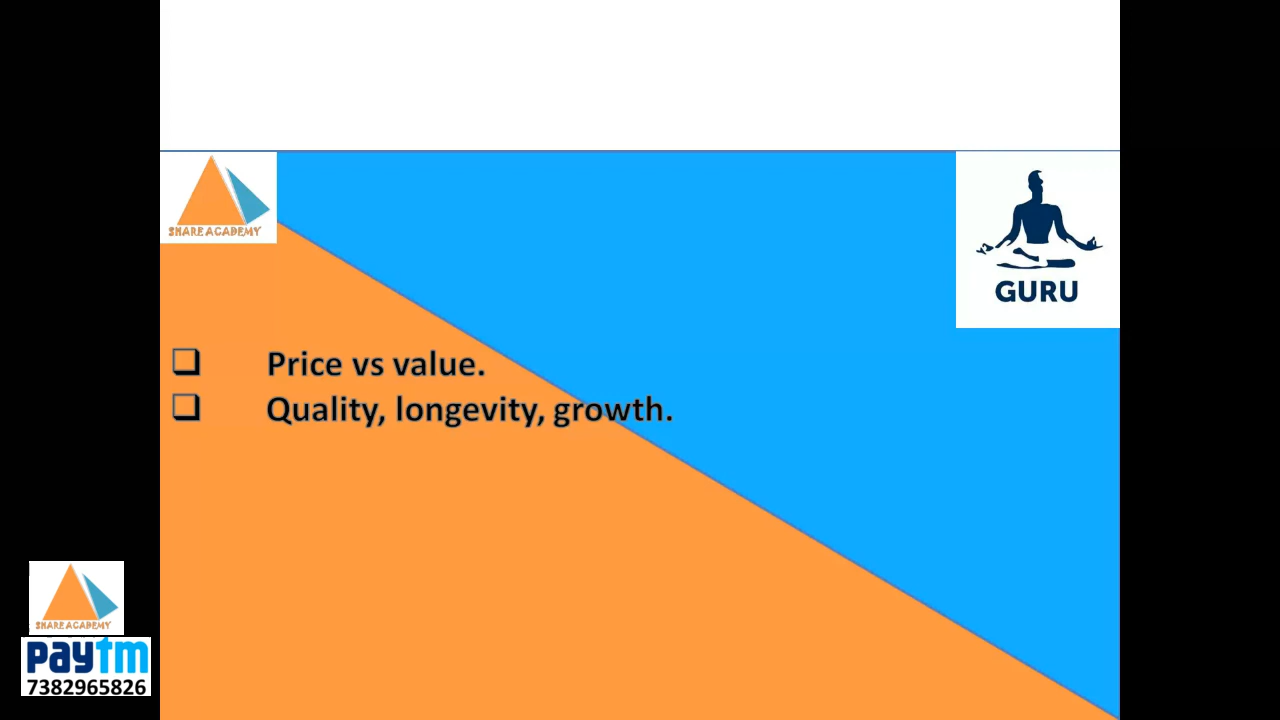 SHARE ACADEMY
GURU
❑ Price vs value.
❑ Quality, longevity, growth.
SHARE ACADEMY
paytm
7382965826